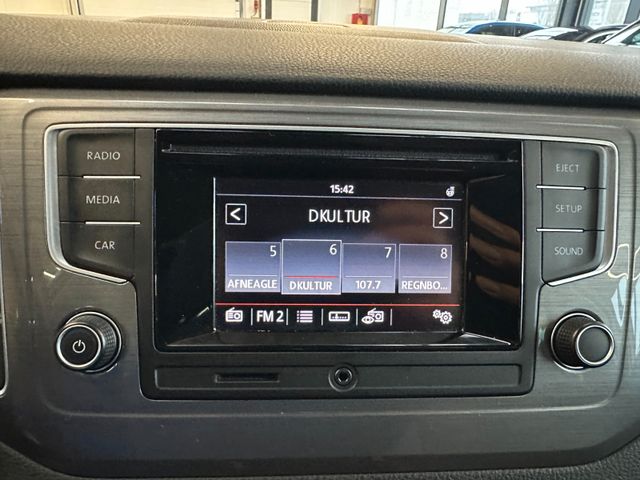 RADIO
MEDIA
CAR
15:42
DKULTUR
5
6
7
8
AFNEAGLE
DKULTUR
107.7
REGNBO...
FM 2
EJECT
SETUP
SOUND